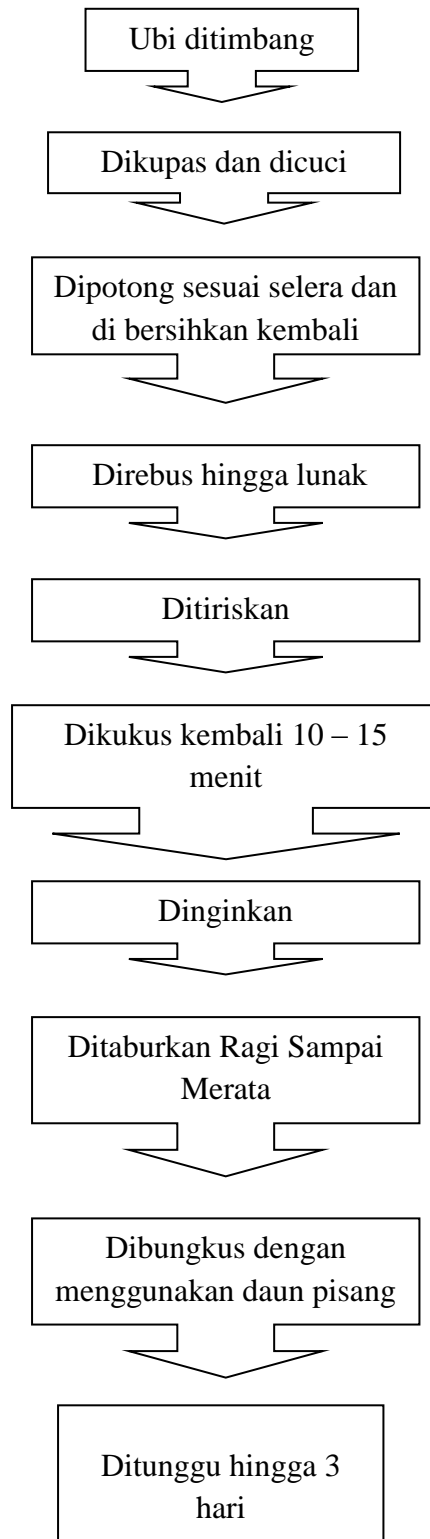 Ubi ditimbang
Dikupas dan dicuci
Dipotong sesuai selera dan
di bersihkan kembali
Direbus hingga lunak
Ditiriskan
Dikukus kembali 10 – 15
menit
Dinginkan
Ditaburkan Ragi Sampai
Merata
Dibungkus dengan
menggunakan daun pisang
Ditunggu hingga 3
hari